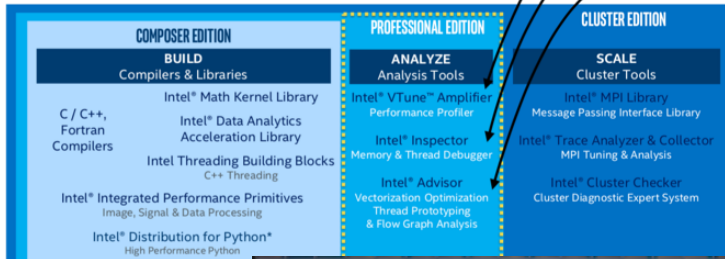 COMPOSER EDITION
BUILD
Compilers & Libraries
C / C++,
Fortran
Compilers
Intel® Math Kernel Library
Intel® Data Analytics
Acceleration Library
Intel Threading Building Blocks
C++ Threading
Intel® Integrated Performance Primitives
Image, Signal & Data Processing
Intel® Distribution for Python*
High Performance Python
PROFESSIONAL EDITION
ANALYZE
Analysis Tools
Intel® VTune™ Amplifier
Performance Profiler
Intel® Inspector
Memory & Thread Debugger
Intel® Advisor
Vectorization Optimization
Thread Prototyping
& Flow Graph Analysis
CLUSTER EDITION
SCALE
Cluster Tools
Intel® MPI Library
Message Passing Interface Library
Intel® Trace Analyzer & Collector
MPI Tuning & Analysis
Intel® Cluster Checker
Cluster Diagnostic Expert System